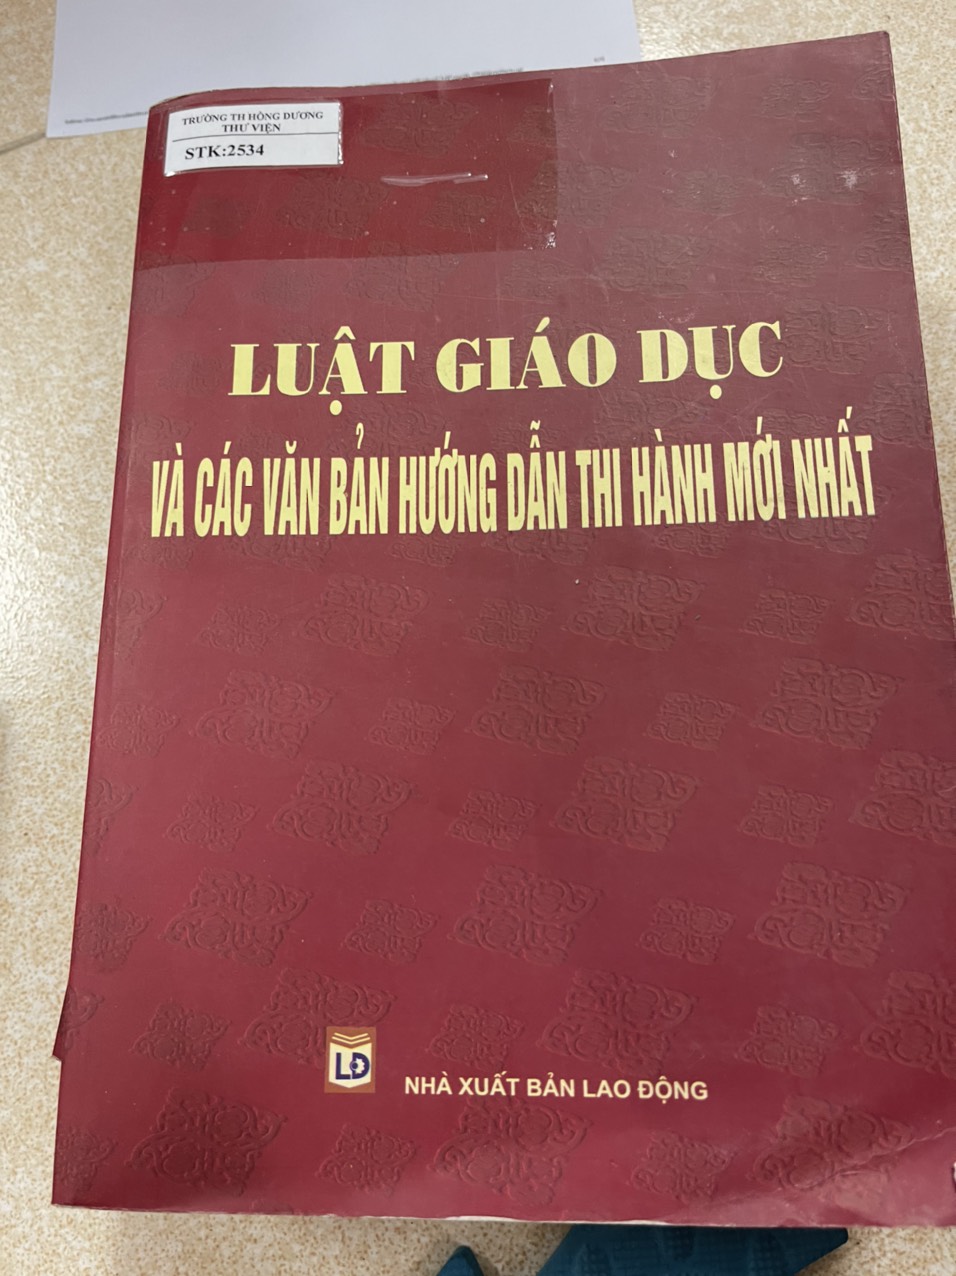 TRƯỜNG TH HỒNG DƯƠNG
THƯ VIỆN
STK:2534
LUẬT GIÁO DỤC
VÀ CÁC VĂN BẢN HƯỚNG DẪN THI HÀNH MỚI NHẤT
LĐ
NHÀ XUẤT BẢN LAO ĐỘNG